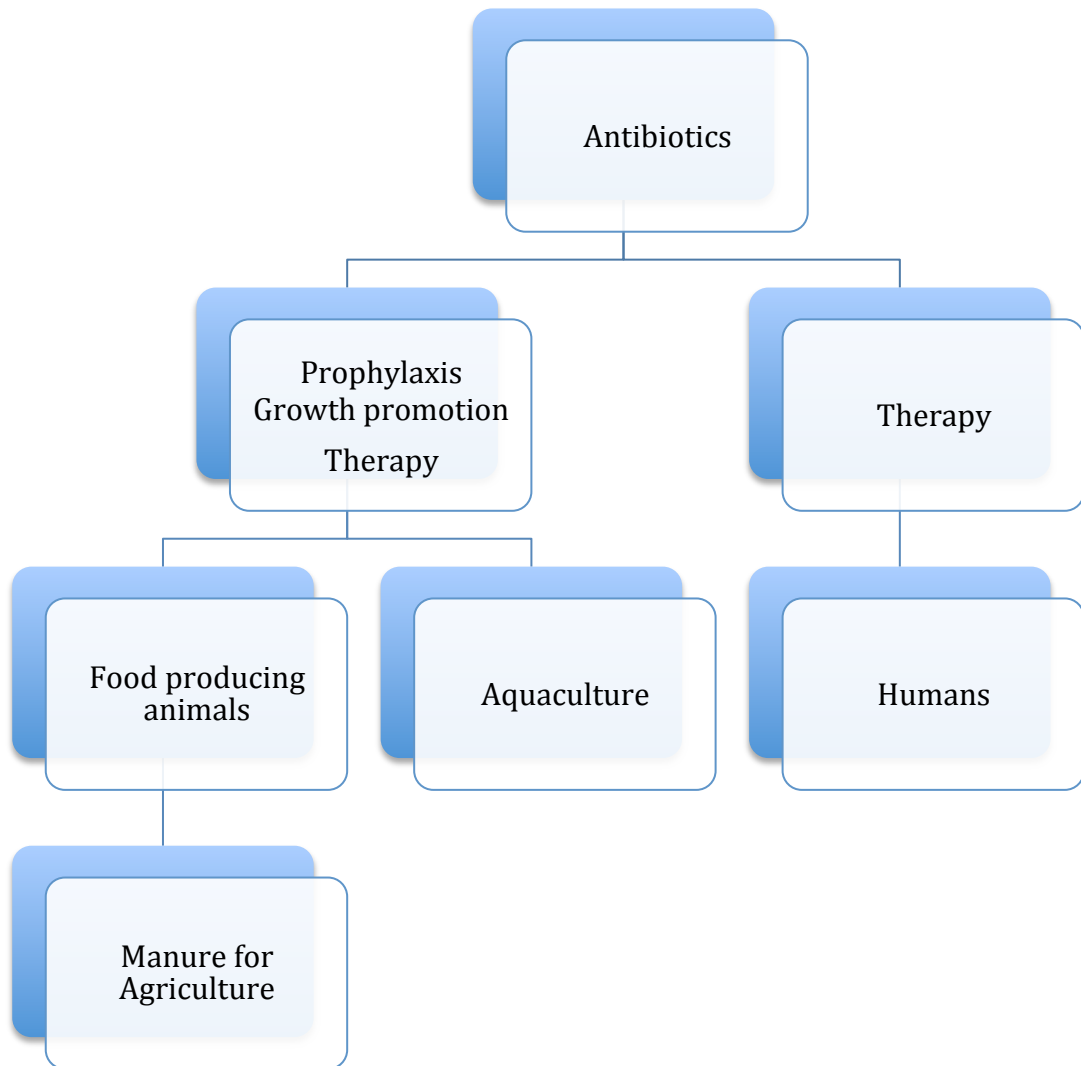 Antibiotics
Prophylaxis
Growth promotion
Therapy
Therapy
Food producing
animals
Aquaculture
Humans
Manure for
Agriculture